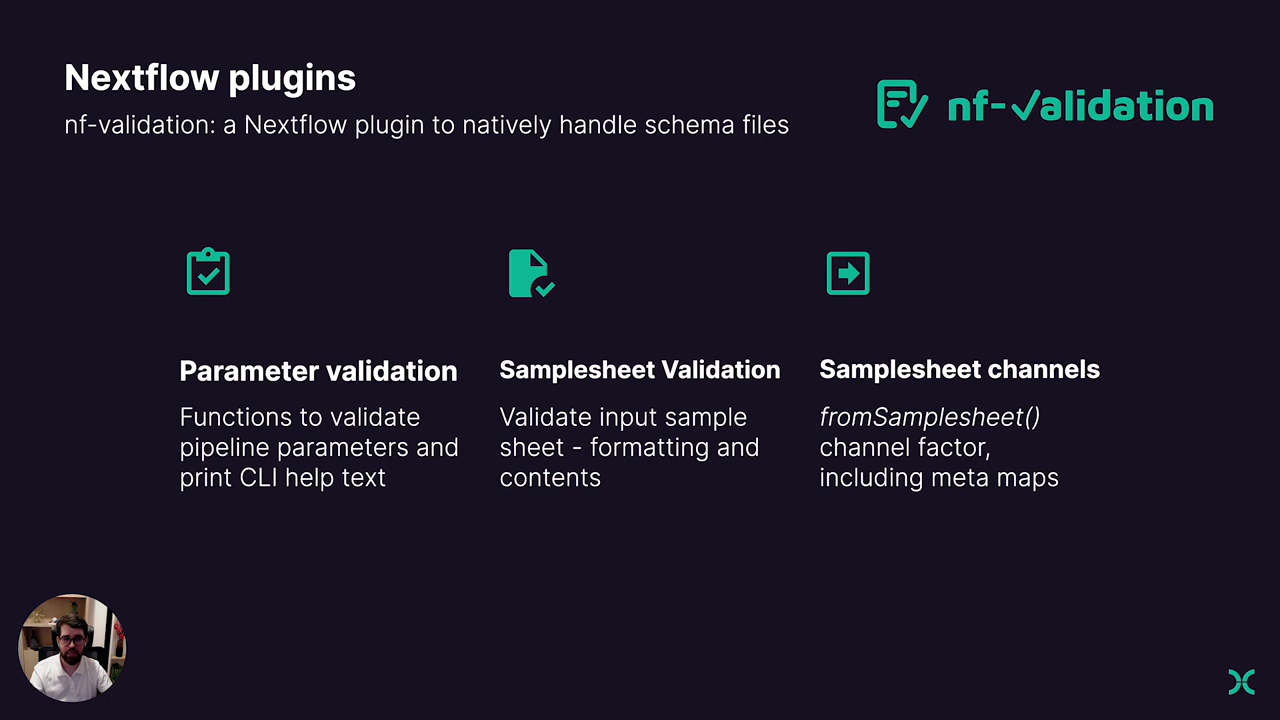 Nextflow plugins
nf-validation: a Nextflow plugin to natively handle schema files
nf-validation
Parameter validation
Functions to validate
pipeline parameters and
print CLI help text
Samplesheet Validation
Validate input sample
sheet - formatting and
contents
Samplesheet channels
fromSamplesheet()
channel factor,
including meta maps